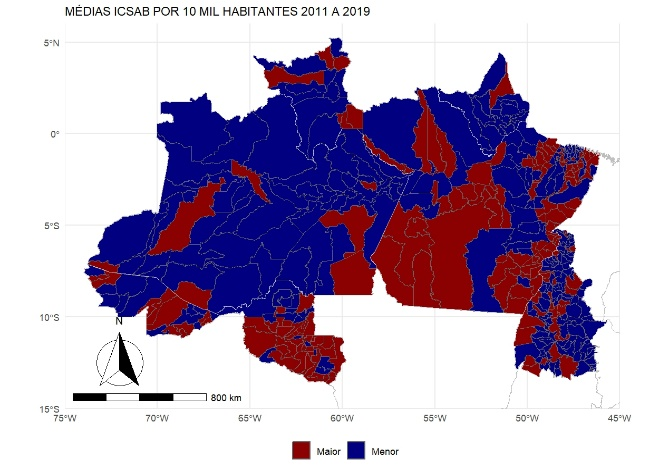 MÉDIAS ICSAB POR 10 MIL HABITANTES 2011 A 2019
5°N
0°
5°S
10°S
15°S
N
800 km
75°W 70°W 65°W 60°W 55°W 50°W 45°W
Maior Menor